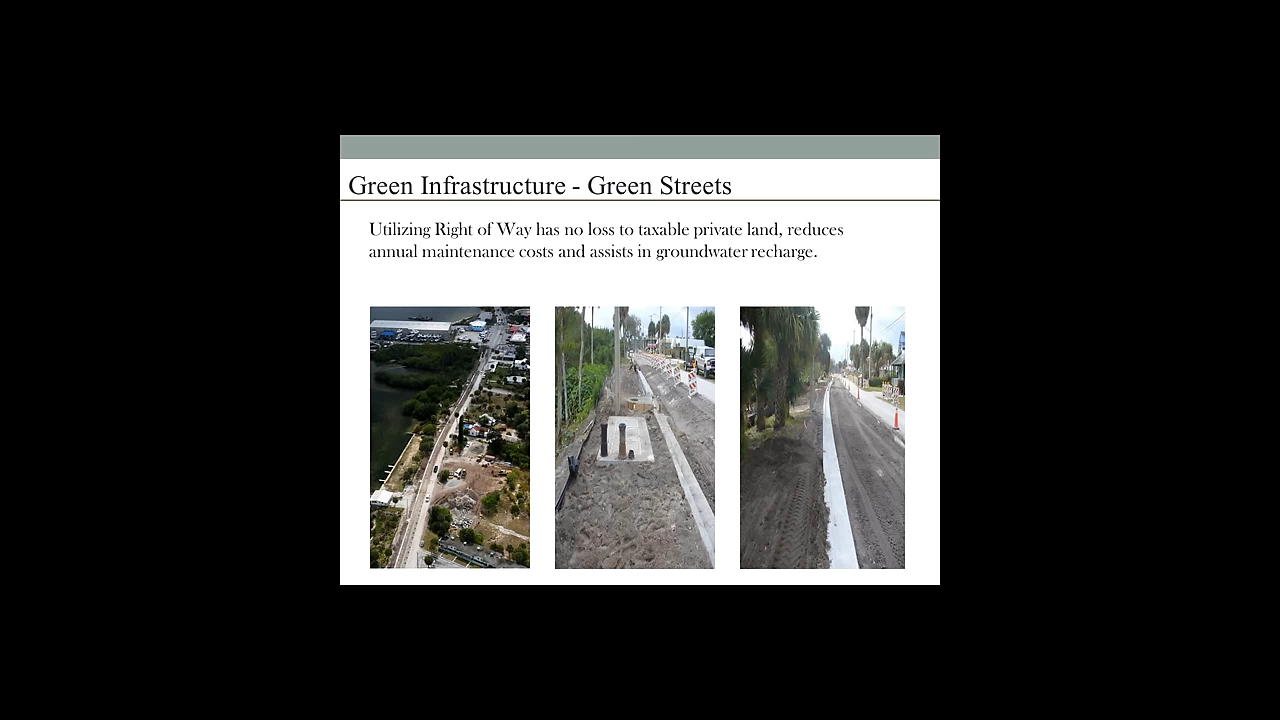 Green Infrastructure - Green Streets
Utilizing Right of Way has no loss to taxable private land, reduces
annual maintenance costs and assists in groundwater recharge.